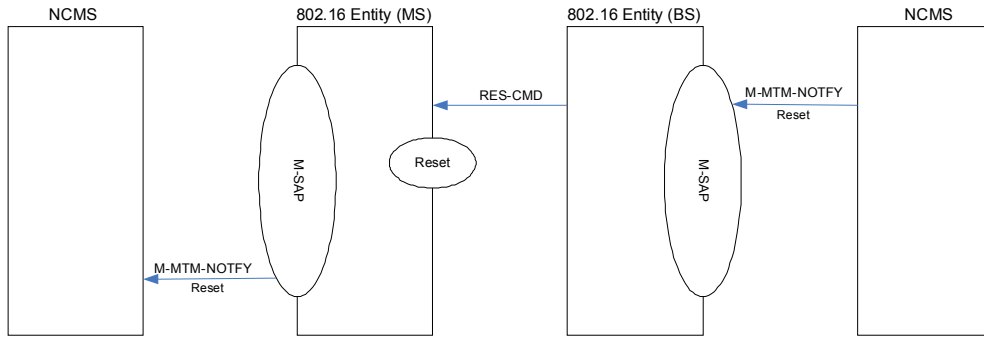 NCMS
802.16 Entity (MS)
802.16 Entity (BS)
NCMS
RES-CMD
M-MTM-NOTFY
Reset
Reset
M-SAP
M-SAP
M-MTM-NOTFY
Reset